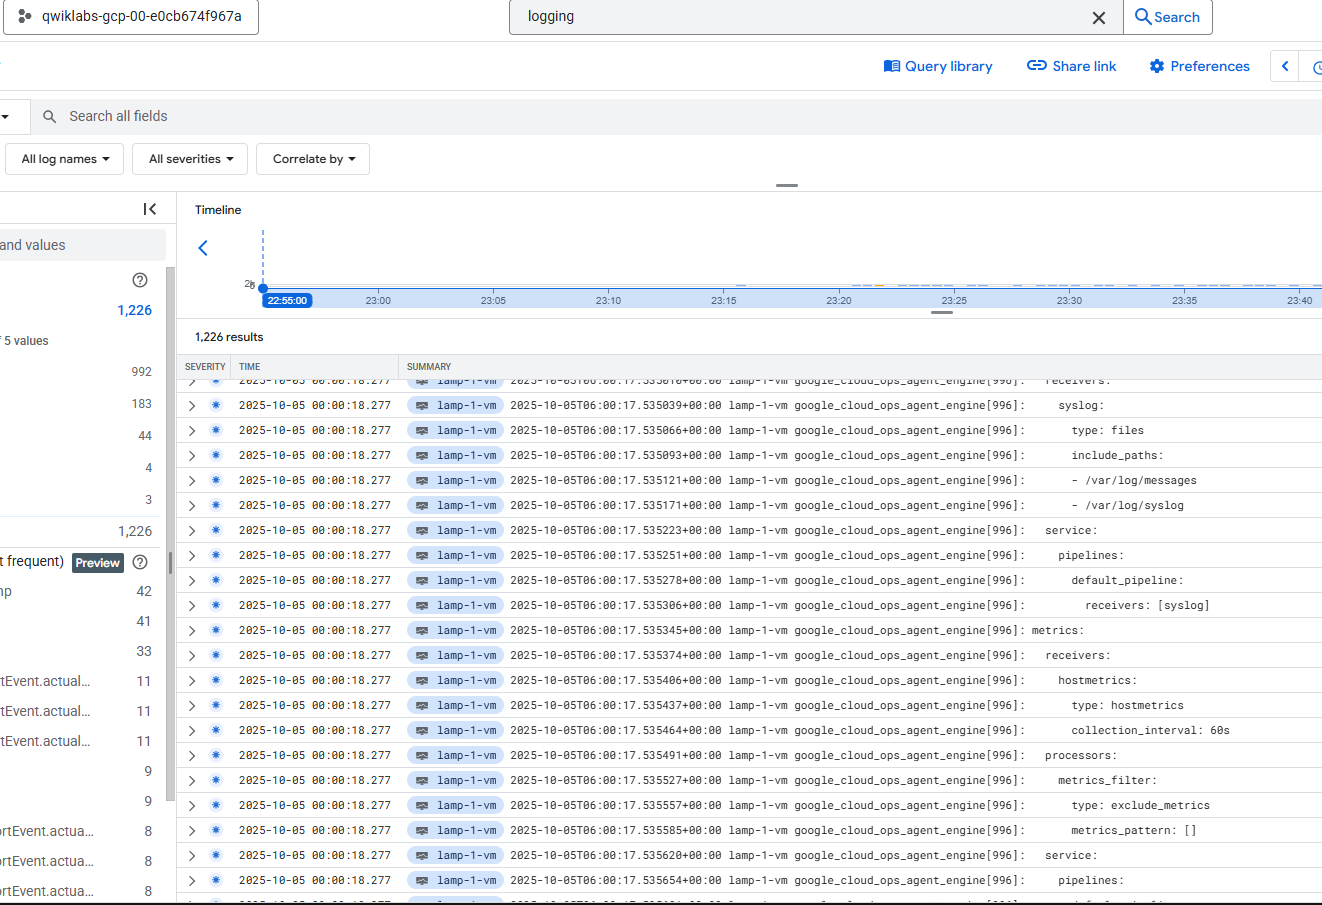 qwiklabs-gcp-00-e0cb674f967a
logging
Search
Query library
Share link
Preferences
Search all fields
All log names
All severities
Correlate by
and values
1,226
5 values
992
183
44
4
3
1,226
t frequent) Preview
np 42
41
33
tEvent.actual... 11
tEvent.actual... 11
tEvent.actual... 11
9
9
ortEvent.actua... 8
ortEvent.actua... 8
ortEvent.actua... 8
Timeline
22:55:00 23:00 23:05 23:10 23:15 23:20 23:25 23:30 23:35 23:40
1,226 results
SEVERITY TIME SUMMARY
2025-10-05 00:00:18.277 lamp-1-vm 2025-10-05T06:00:17.535010+00:00 lamp-1-vm google_cloud_ops_agent_engine[996]: receivers:
2025-10-05 00:00:18.277 lamp-1-vm 2025-10-05T06:00:17.535039+00:00 lamp-1-vm google_cloud_ops_agent_engine[996]: syslog:
2025-10-05 00:00:18.277 lamp-1-vm 2025-10-05T06:00:17.535066+00:00 lamp-1-vm google_cloud_ops_agent_engine[996]: type: files
2025-10-05 00:00:18.277 lamp-1-vm 2025-10-05T06:00:17.535093+00:00 lamp-1-vm google_cloud_ops_agent_engine[996]: include_paths:
2025-10-05 00:00:18.277 lamp-1-vm 2025-10-05T06:00:17.535121+00:00 lamp-1-vm google_cloud_ops_agent_engine[996]: - /var/log/messages
2025-10-05 00:00:18.277 lamp-1-vm 2025-10-05T06:00:17.535171+00:00 lamp-1-vm google_cloud_ops_agent_engine[996]: - /var/log/syslog
2025-10-05 00:00:18.277 lamp-1-vm 2025-10-05T06:00:17.535223+00:00 lamp-1-vm google_cloud_ops_agent_engine[996]: service:
2025-10-05 00:00:18.277 lamp-1-vm 2025-10-05T06:00:17.535251+00:00 lamp-1-vm google_cloud_ops_agent_engine[996]: pipelines:
2025-10-05 00:00:18.277 lamp-1-vm 2025-10-05T06:00:17.535278+00:00 lamp-1-vm google_cloud_ops_agent_engine[996]: default_pipeline:
2025-10-05 00:00:18.277 lamp-1-vm 2025-10-05T06:00:17.535306+00:00 lamp-1-vm google_cloud_ops_agent_engine[996]: receivers: [syslog]
2025-10-05 00:00:18.277 lamp-1-vm 2025-10-05T06:00:17.535345+00:00 lamp-1-vm google_cloud_ops_agent_engine[996]: metrics:
2025-10-05 00:00:18.277 lamp-1-vm 2025-10-05T06:00:17.535374+00:00 lamp-1-vm google_cloud_ops_agent_engine[996]: receivers:
2025-10-05 00:00:18.277 lamp-1-vm 2025-10-05T06:00:17.535406+00:00 lamp-1-vm google_cloud_ops_agent_engine[996]: hostmetrics:
2025-10-05 00:00:18.277 lamp-1-vm 2025-10-05T06:00:17.535437+00:00 lamp-1-vm google_cloud_ops_agent_engine[996]: type: hostmetrics
2025-10-05 00:00:18.277 lamp-1-vm 2025-10-05T06:00:17.535464+00:00 lamp-1-vm google_cloud_ops_agent_engine[996]: collection_interval: 60s
2025-10-05 00:00:18.277 lamp-1-vm 2025-10-05T06:00:17.535491+00:00 lamp-1-vm google_cloud_ops_agent_engine[996]: processors:
2025-10-05 00:00:18.277 lamp-1-vm 2025-10-05T06:00:17.535527+00:00 lamp-1-vm google_cloud_ops_agent_engine[996]: metrics_filter:
2025-10-05 00:00:18.277 lamp-1-vm 2025-10-05T06:00:17.535557+00:00 lamp-1-vm google_cloud_ops_agent_engine[996]: type: exclude_metrics
2025-10-05 00:00:18.277 lamp-1-vm 2025-10-05T06:00:17.535585+00:00 lamp-1-vm google_cloud_ops_agent_engine[996]: metrics_pattern: []
2025-10-05 00:00:18.277 lamp-1-vm 2025-10-05T06:00:17.535620+00:00 lamp-1-vm google_cloud_ops_agent_engine[996]: service:
2025-10-05 00:00:18.277 lamp-1-vm 2025-10-05T06:00:17.535654+00:00 lamp-1-vm google_cloud_ops_agent_engine[996]: pipelines: